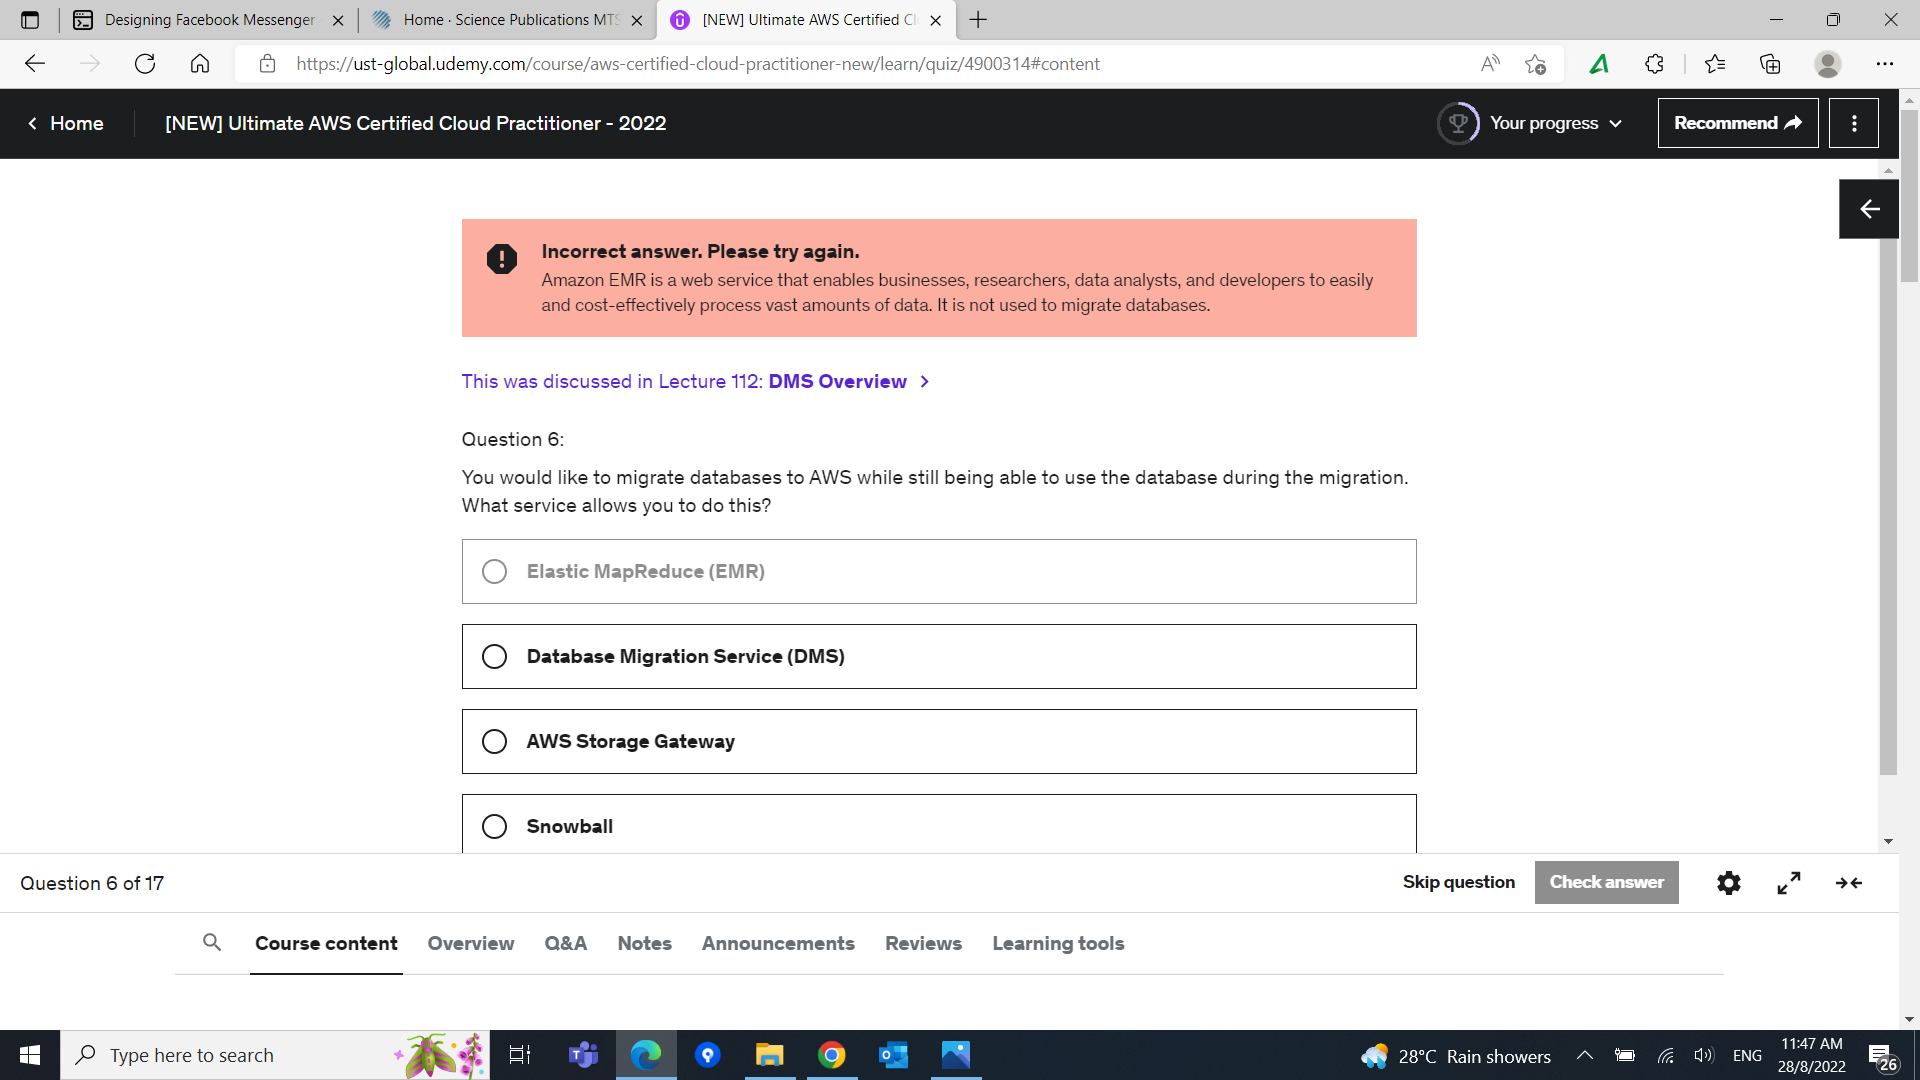 Designing Facebook Messenger
Home · Science Publications MTS
[NEW] Ultimate AWS Certified Cl
https://ust-global.udemy.com/course/aws-certified-cloud-practitioner-new/learn/quiz/4900314#content
Home
[NEW] Ultimate AWS Certified Cloud Practitioner - 2022
Your progress
Recommend
Incorrect answer. Please try again.
Amazon EMR is a web service that enables businesses, researchers, data analysts, and developers to easily
and cost-effectively process vast amounts of data. It is not used to migrate databases.
This was discussed in Lecture 112: DMS Overview
Question 6:
You would like to migrate databases to AWS while still being able to use the database during the migration.
What service allows you to do this?
Elastic MapReduce (EMR)
Database Migration Service (DMS)
AWS Storage Gateway
Snowball
Question 6 of 17
Skip question
Check answer
Course content
Overview
Q&A
Notes
Announcements
Reviews
Learning tools
Type here to search
28°C Rain showers
ENG
11:47 AM
28/8/2022
26